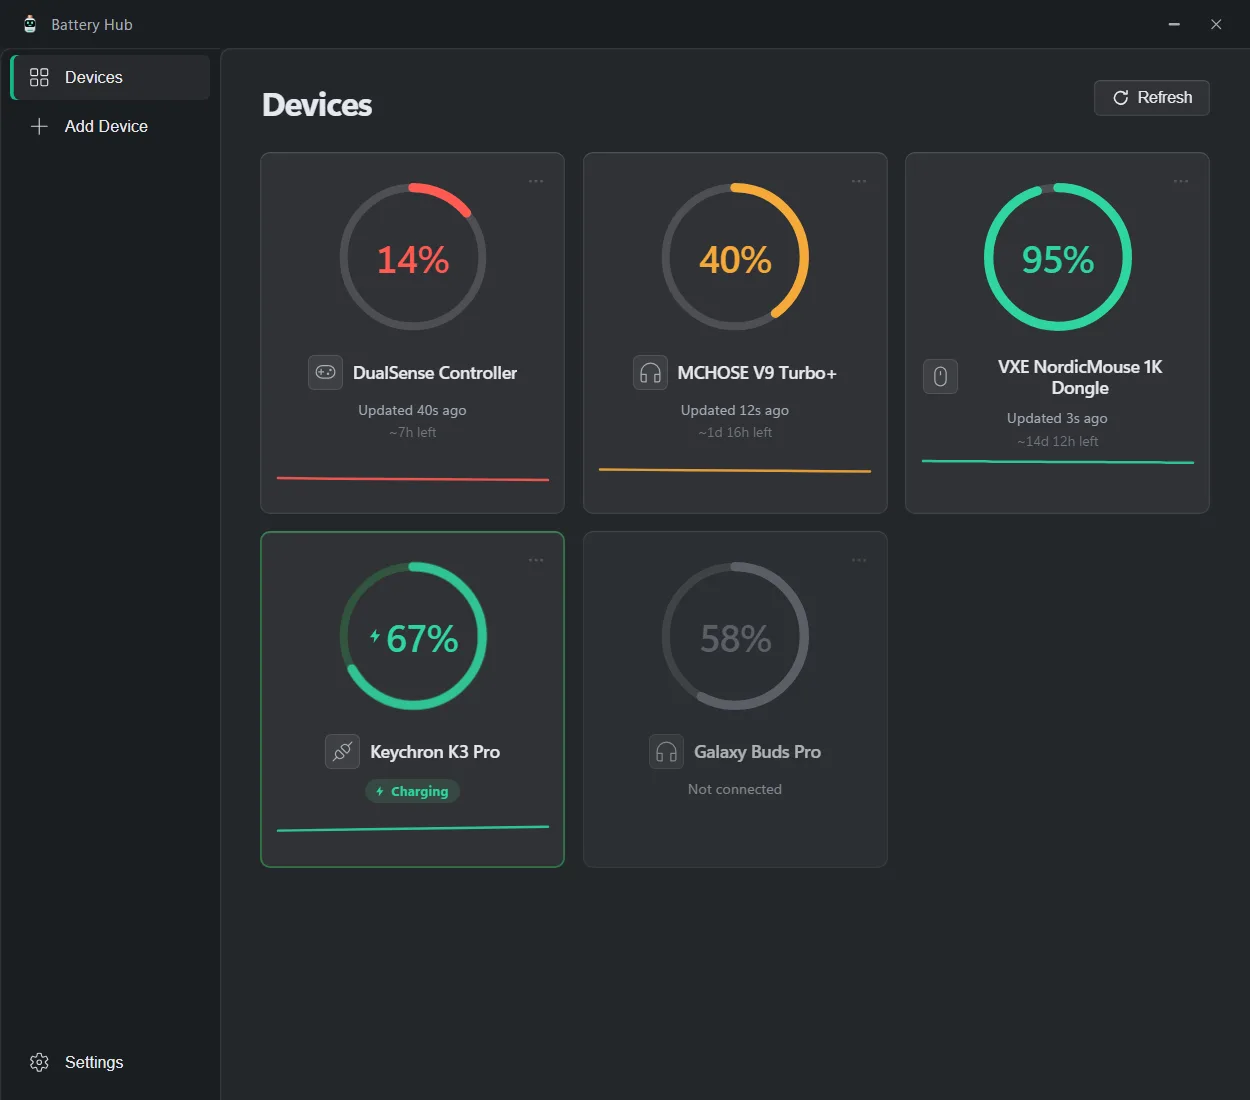 Battery Hub
Devices
Add Device
Devices
Refresh
14%
DualSense Controller
Updated 40s ago
~7h left
40%
MCHOSE V9 Turbo+
Updated 12s ago
~1d 16h left
95%
VXE NordicMouse 1K
Dongle
Updated 3s ago
~14d 12h left
67%
Keychron K3 Pro
Charging
58%
Galaxy Buds Pro
Not connected
Settings